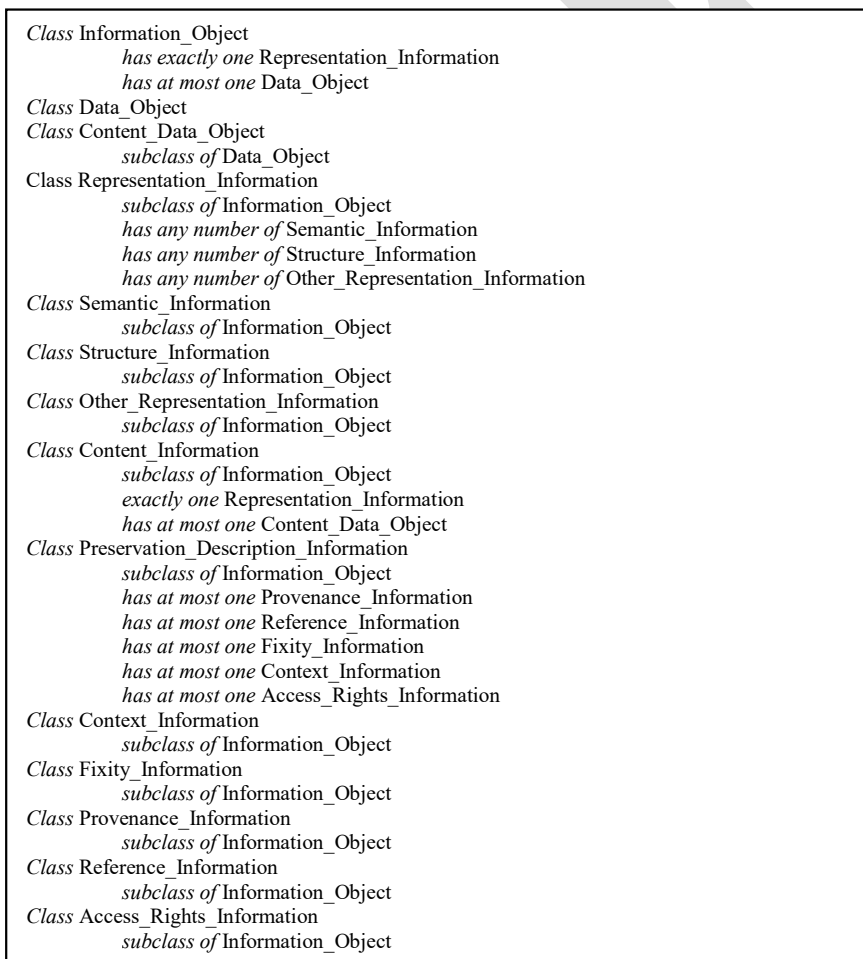 Class Information_Object
has exactly one Representation_Information
has at most one Data_Object
Class Data_Object
Class Content_Data_Object
subclass of Data_Object
Class Representation_Information
subclass of Information_Object
has any number of Semantic_Information
has any number of Structure_Information
has any number of Other_Representation_Information
Class Semantic_Information
subclass of Information_Object
Class Structure_Information
subclass of Information_Object
Class Other_Representation_Information
subclass of Information_Object
Class Content_Information
subclass of Information_Object
exactly one Representation_Information
has at most one Content_Data_Object
Class Preservation_Description_Information
subclass of Information_Object
has at most one Provenance_Information
has at most one Reference_Information
has at most one Fixity_Information
has at most one Context_Information
has at most one Access_Rights_Information
Class Context_Information
subclass of Information_Object
Class Fixity_Information
subclass of Information_Object
Class Provenance_Information
subclass of Information_Object
Class Reference_Information
subclass of Information_Object
Class Access_Rights_Information
subclass of Information_Object